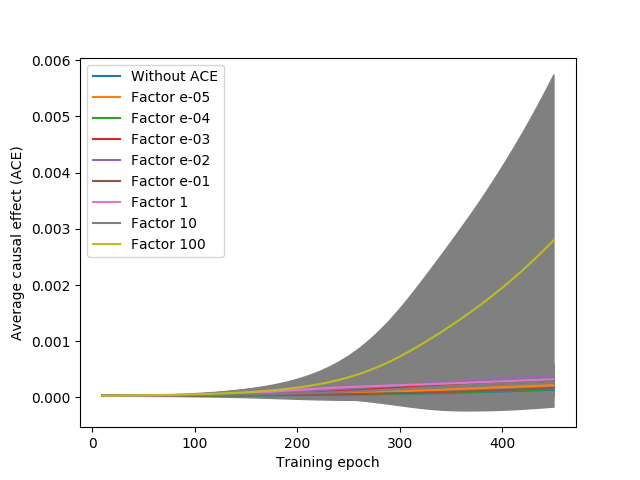 0.006
0.005
0.004
0.003
0.002
0.001
0.000
Average causal effect (ACE)
Without ACE
Factor e-05
Factor e-04
Factor e-03
Factor e-02
Factor e-01
Factor 1
Factor 10
Factor 100
0 100 200 300 400
Training epoch